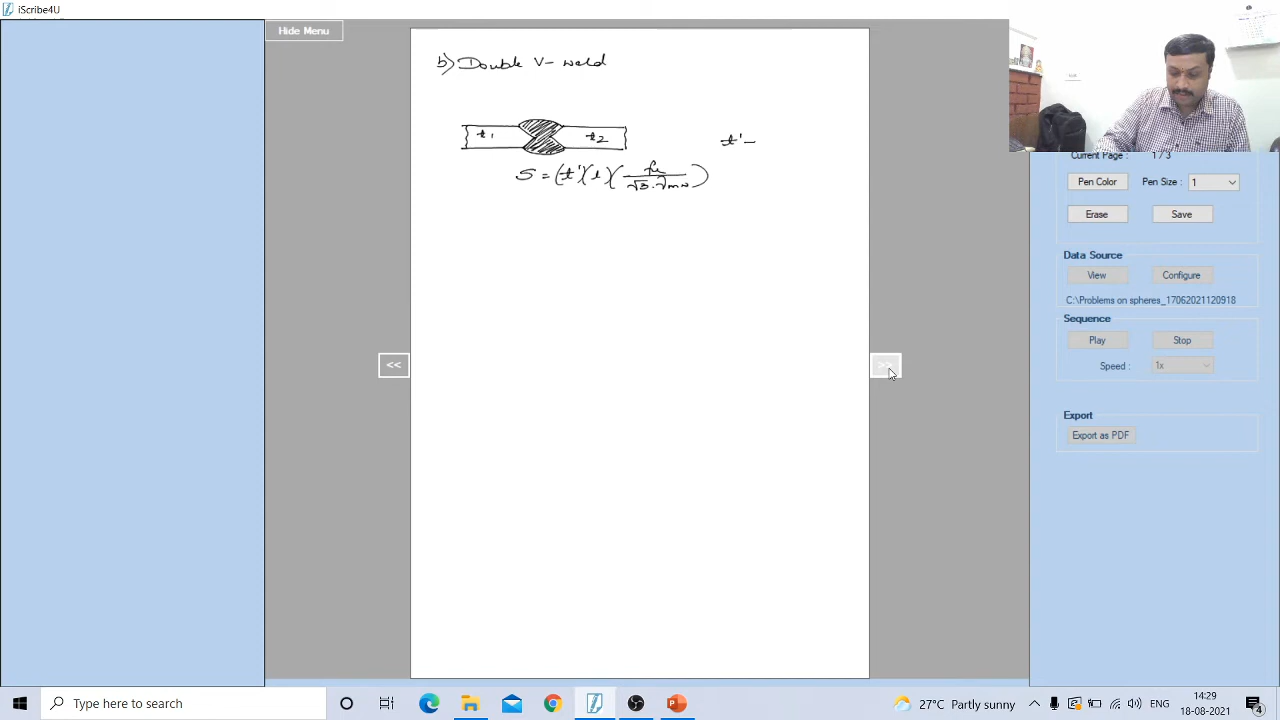 iScribe4U
Hide Menu
b) Double V- weld
t1 t2
t' -
S = (t')(l)(fu / √3 . γmw)
Current Page : 1 / 3
Pen Color Pen Size : 1
Erase Save
Data Source
View Configure
C:\Problems on spheres_17062021120918
Sequence
Play Stop
Speed : 1x
Export
Export as PDF
<< >>
Type here to search
27°C Partly sunny ENG 14:29
18-08-2021 4